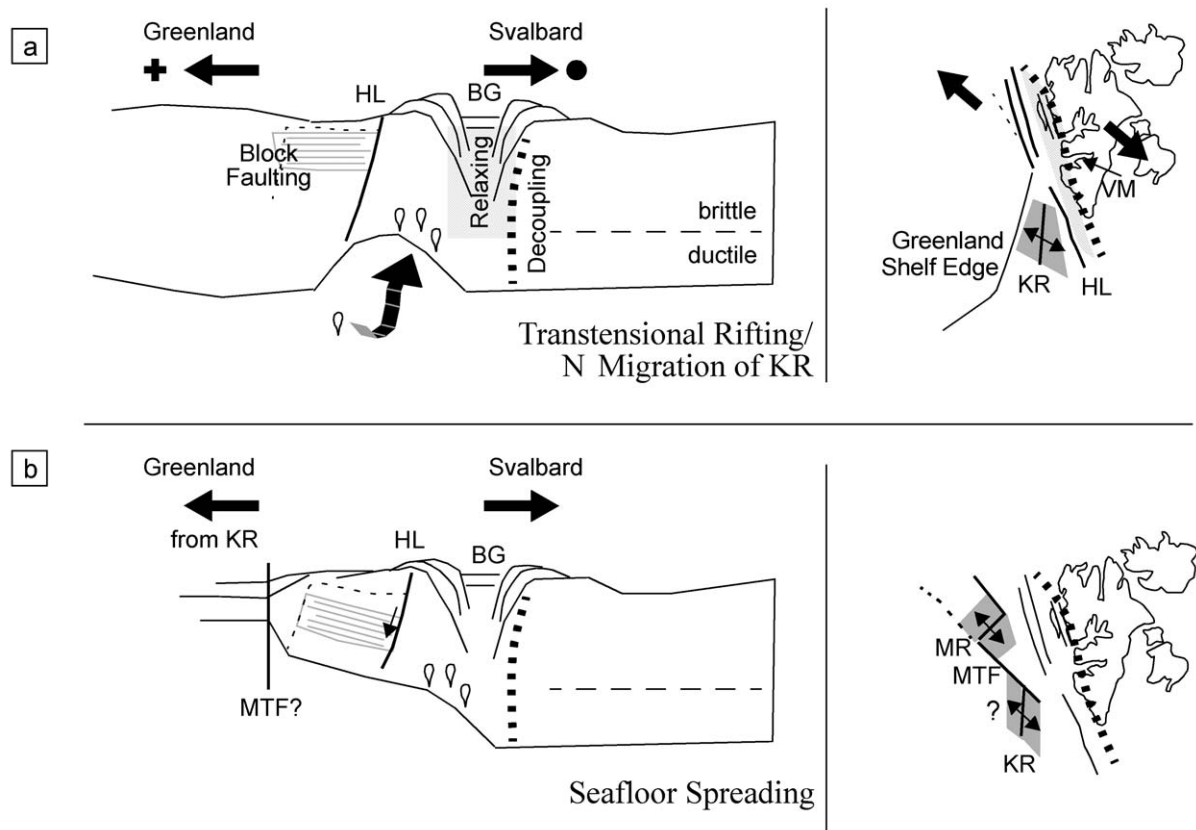 a
Greenland
Svalbard
HL
BG
Block
Faulting
Relaxing
Decoupling
brittle
ductile
Transtensional Rifting/
N Migration of KR
VM
Greenland
Shelf Edge
KR
HL
b
Greenland
Svalbard
from KR
HL
BG
MTF?
Seafloor Spreading
MR
MTF
?
KR